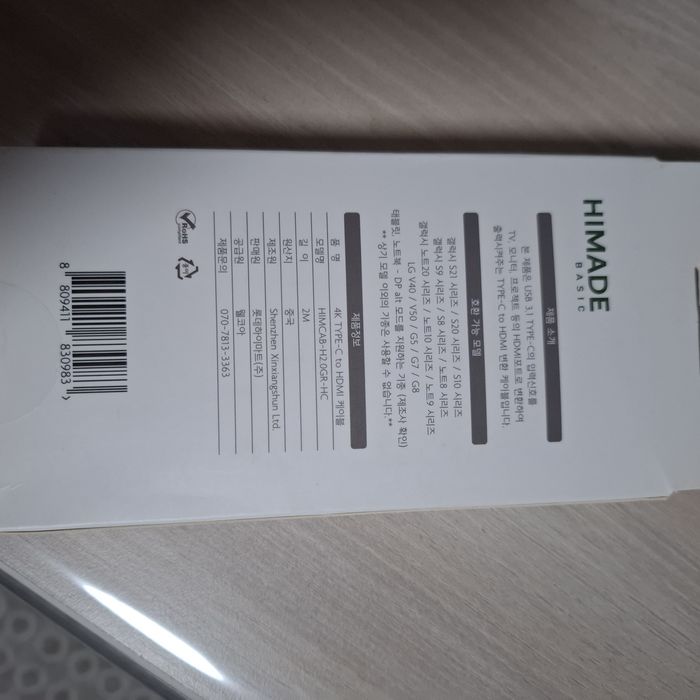 HIMADE
BASIC
제품 소개
본 제품은 USB 3.1 TYPE-C의 입력신호를
TV, 모니터, 프로젝트 등의 HDMI포트로 변환하여
출력시켜주는 TYPE-C to HDMI 변환 케이블입니다.
호환 가능 모델
갤럭시 S21 시리즈 / S20 시리즈 / S10 시리즈
갤럭시 S9 시리즈 / S8 시리즈 / 노트8 시리즈
갤럭시 노트20 시리즈 / 노트10 시리즈 / 노트9 시리즈
LG V40 / V50 / G5 / G7 / G8
태블릿, 노트북 - DP alt 모드를 지원하는 기종 (제조사 확인)
** 상기 모델 이외의 기종은 사용할 수 없습니다.**
제품정보
품 명 4K TYPE-C to HDMI 케이블
모델명 HIMCAB-H2.0GR-HC
길 이 2M
원산지 중국
제조원 Shenzhen Xinxiangshun Ltd.
판매원 롯데하이마트(주)
공급원 웰코아
제품문의 070-7813-3363
RoHS
8 809411 830983 >